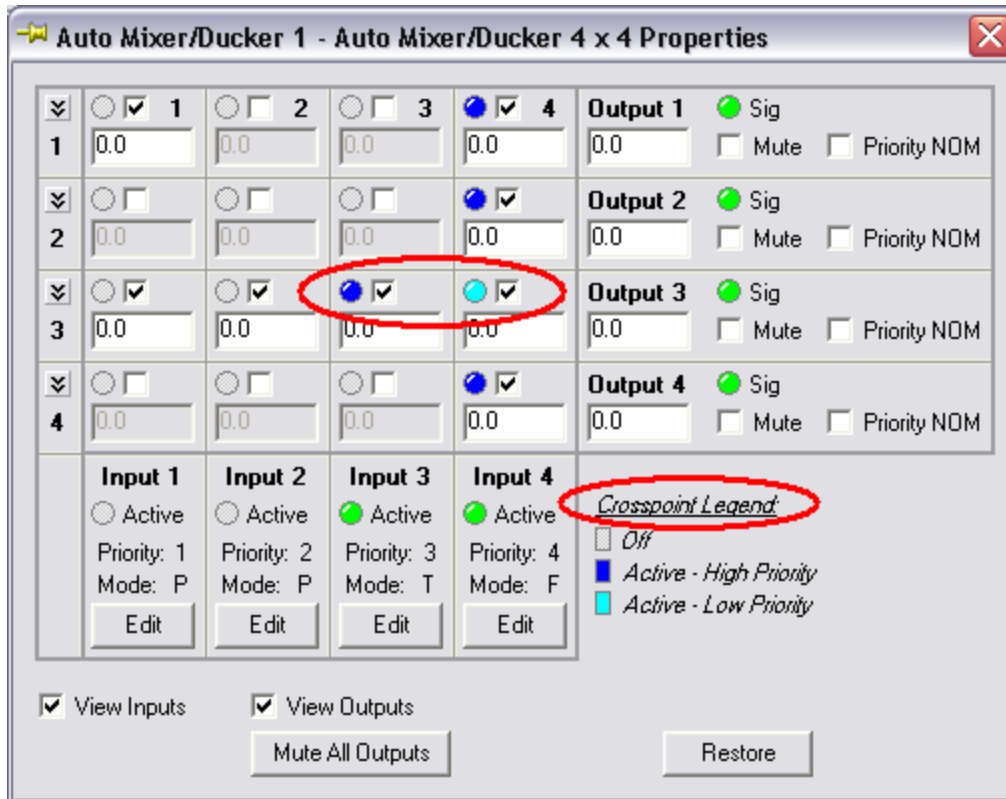 Auto Mixer/Ducker 1 - Auto Mixer/Ducker 4 x 4 Properties
1 2 3 4 Output 1 Sig
1 0.0 0.0 0.0 0.0 0.0 Mute Priority NOM
Output 2 Sig
2 0.0 0.0 0.0 0.0 0.0 Mute Priority NOM
Output 3 Sig
3 0.0 0.0 0.0 0.0 0.0 Mute Priority NOM
Output 4 Sig
4 0.0 0.0 0.0 0.0 0.0 Mute Priority NOM
Input 1 Input 2 Input 3 Input 4
Crosspoint Legend:
Active Active Active Active
Off
Priority: 1 Priority: 2 Priority: 3 Priority: 4
Active - High Priority
Mode: P Mode: P Mode: T Mode: F
Active - Low Priority
Edit Edit Edit Edit
View Inputs View Outputs
Mute All Outputs Restore